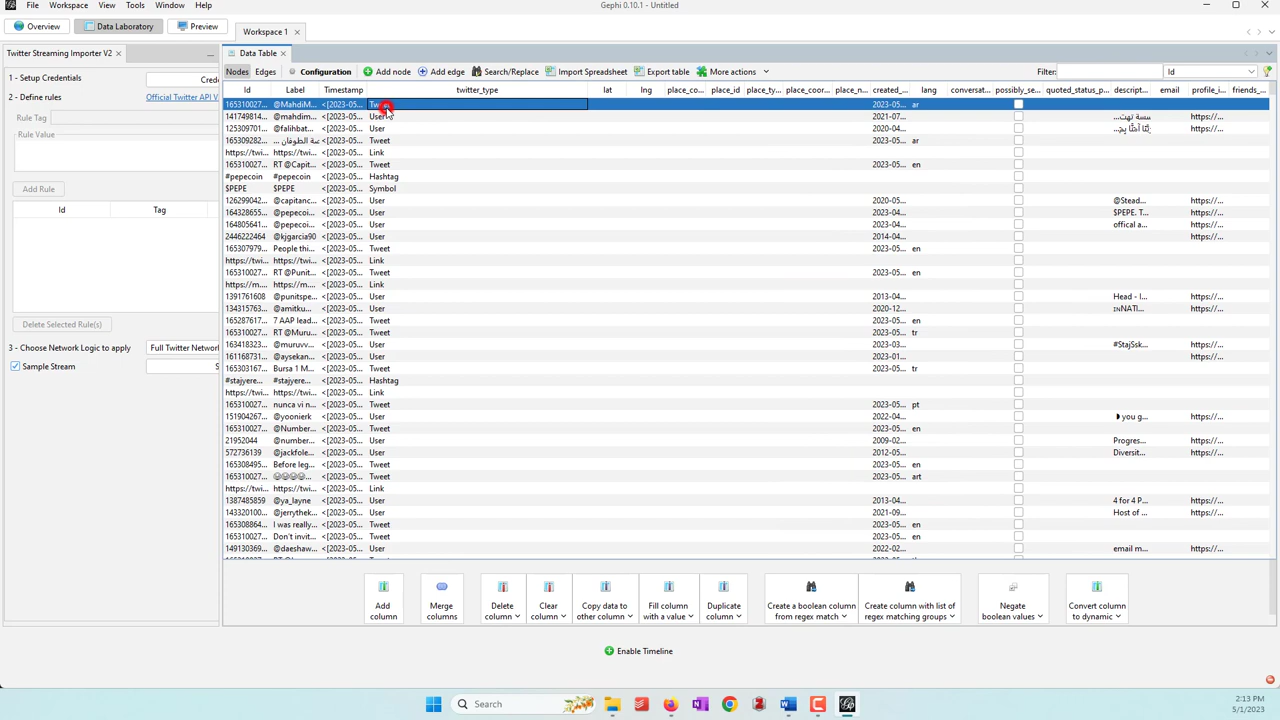 Gephi 0.10.1 - Untitled
File Workspace View Tools Window Help
Overview Data Laboratory Preview
Workspace 1
Twitter Streaming Importer V2
Data Table
1 - Setup Credentials
Crede
2 - Define rules
Official Twitter API V
Rule Tag
Rule Value
Add Rule
Id Tag
Delete Selected Rule(s)
3 - Choose Network Logic to apply Full Twitter Network
Sample Stream S
Nodes Edges Configuration Add node Add edge Search/Replace Import Spreadsheet Export table More actions Filter: Id
Id Label Timestamp twitter_type lat lng place_co... place_id place_ty... place_coor... place_n... created_... lang conversat... possibly_se... quoted_status_p... descript... email profile_i... friends_...
165310027... @MahdiM... <[2023-05... 2023-05... ar
141749814... @mahdim... <[2023-05... User 2021-07... https://...
125309701... @falihbat... <[2023-05... User 2020-04... https://...
165309282... <[2023-05... Tweet 2023-05... ar
https://twi... https://twi... <[2023-05... Link
165310027... RT @Capit... <[2023-05... Tweet 2023-05... en
#pepecoin #pepecoin <[2023-05... Hashtag
$PEPE $PEPE <[2023-05... Symbol
126299042... @capitanc... <[2023-05... User 2020-05... @Stead... https://...
164328655... @pepecoi... <[2023-05... User 2023-04... $PEPE. T... https://...
164805641... @pepecoi... <[2023-05... User 2023-04... offical a... https://...
2446222464 @kjgarcia90 <[2023-05... User 2014-04... https://...
165307979... People thi... <[2023-05... Tweet 2023-05... en
https://twi... https://twi... <[2023-05... Link
165310027... RT @Punit... <[2023-05... Tweet 2023-05... en
https://m.... https://m.... <[2023-05... Link
1391761608 @punitspe... <[2023-05... User 2013-04... Head - I... https://...
134315763... @amitku... <[2023-05... User 2020-12... https://...
165287617... 7 AAP lead... <[2023-05... Tweet 2023-05... en
165310027... RT @Muru... <[2023-05... Tweet 2023-05... tr
163418323... @muruvv... <[2023-05... User 2023-03... #StajSsk... https://...
161168731... @aysekan... <[2023-05... User 2023-01... https://...
165303167... Bursa 1 M... <[2023-05... Tweet 2023-05... tr
#stajyere... #stajyere... <[2023-05... Hashtag
https://twi... https://twi... <[2023-05... Link
165310027... nunca vi n... <[2023-05... Tweet 2023-05... pt
151904267... @yoonierk <[2023-05... User 2022-04... you g... https://...
165310027... @Number... <[2023-05... Tweet 2023-05... en
21952044 @number... <[2023-05... User 2009-02... Progres... https://...
572736139 @jackfole... <[2023-05... User 2012-05... Diversit... https://...
165308495... Before leg... <[2023-05... Tweet 2023-05... en
165310027... <[2023-05... Tweet 2023-05... art
https://twi... https://twi... <[2023-05... Link
1387485859 @ya_layne <[2023-05... User 2013-04... 4 for 4 P... https://...
143320100... @jerrythek... <[2023-05... User 2021-09... Host of ... https://...
165308864... I was really... <[2023-05... Tweet 2023-05... en
165310027... Don't invit... <[2023-05... Tweet 2023-05... en
149130369... @daeshaw... <[2023-05... User 2022-02... email m... https://...
Add column
Merge columns
Delete column
Clear column
Copy data to other column
Fill column with a value
Duplicate column
Create a boolean column from regex match
Create column with list of regex matching groups
Negate boolean values
Convert column to dynamic
Enable Timeline
Search
2:13 PM
5/1/2023